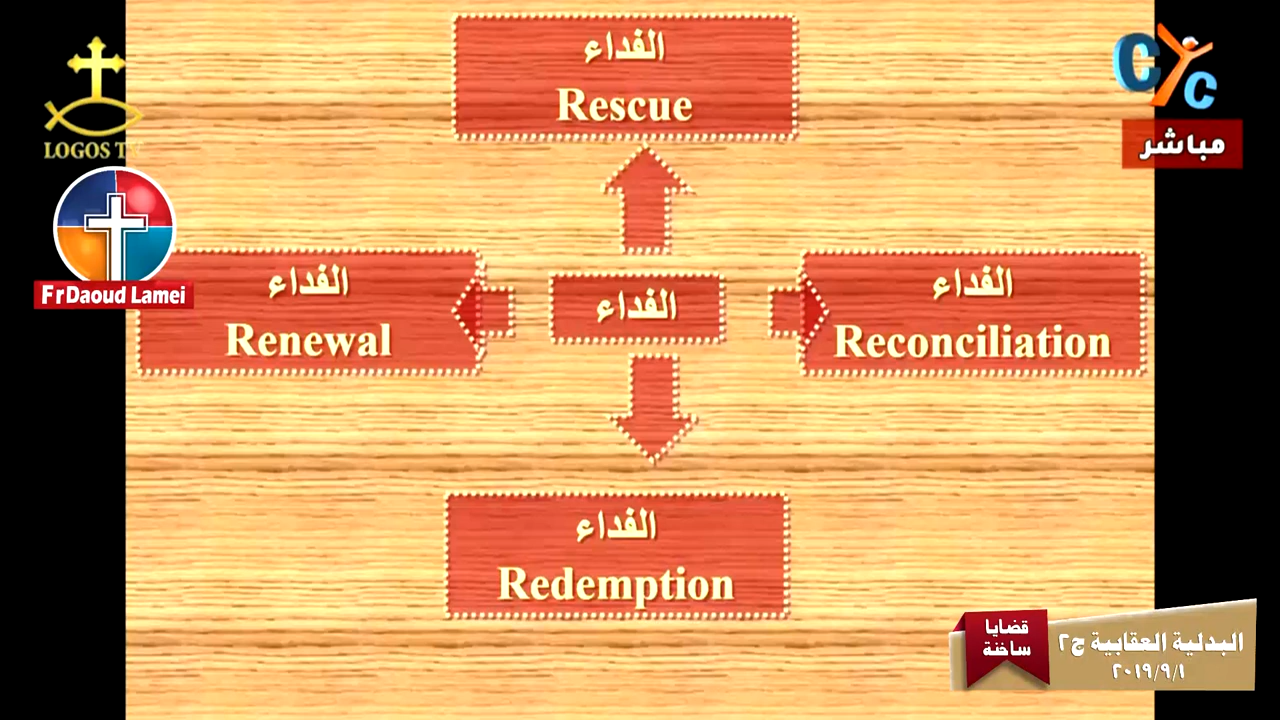 الفداء
Rescue
CYC
مباشر
LOGOS TV
FrDaoud Lamei
الفداء
Renewal
الفداء
الفداء
Reconciliation
الفداء
Redemption
قضايا
ساخنة
البدلية العقابية ج٢
٢٠١٩/٩/١